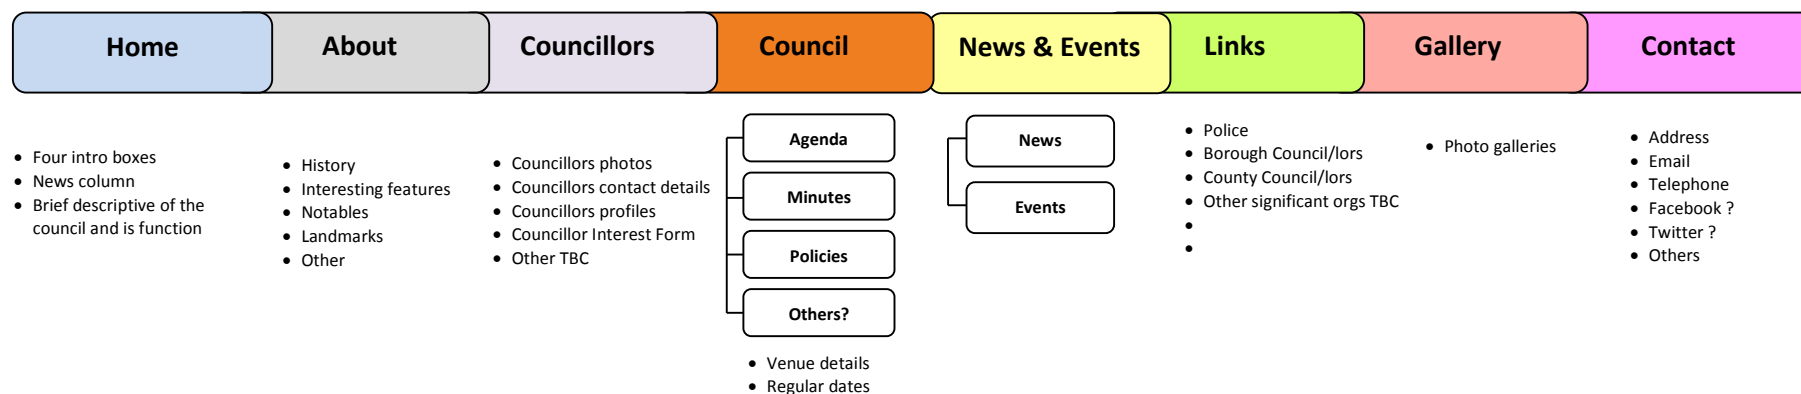 Home
About
Councillors
Council
News & Events
Links
Gallery
Contact
• Four intro boxes
• News column
• Brief descriptive of the
council and is function
• History
• Interesting features
• Notables
• Landmarks
• Other
• Councillors photos
• Councillors contact details
• Councillors profiles
• Councillor Interest Form
• Other TBC
Agenda
Minutes
Policies
Others?
• Venue details
• Regular dates
News
Events
• Police
• Borough Council/lors
• County Council/lors
• Other significant orgs TBC
•
•
• Photo galleries
• Address
• Email
• Telephone
• Facebook ?
• Twitter ?
• Others